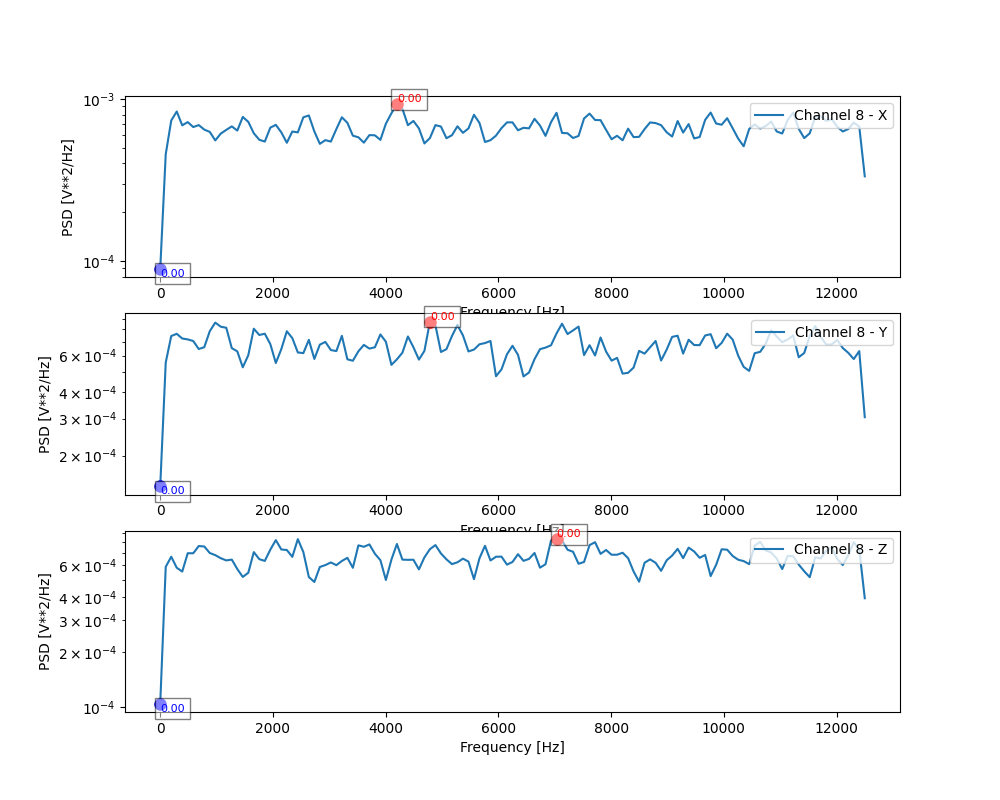 0.00
10⁻³
Channel 8 - X
PSD [V**2/Hz]
10⁻⁴
0.00
0 2000 4000 6000 8000 10000 12000
Frequency [Hz]
0.00
Channel 8 - Y
6 × 10⁻⁴
PSD [V**2/Hz]
4 × 10⁻⁴
3 × 10⁻⁴
2 × 10⁻⁴
0.00
0 2000 4000 6000 8000 10000 12000
Frequency [Hz]
0.00
Channel 8 - Z
6 × 10⁻⁴
PSD [V**2/Hz]
4 × 10⁻⁴
3 × 10⁻⁴
2 × 10⁻⁴
10⁻⁴
0.00
0 2000 4000 6000 8000 10000 12000
Frequency [Hz]